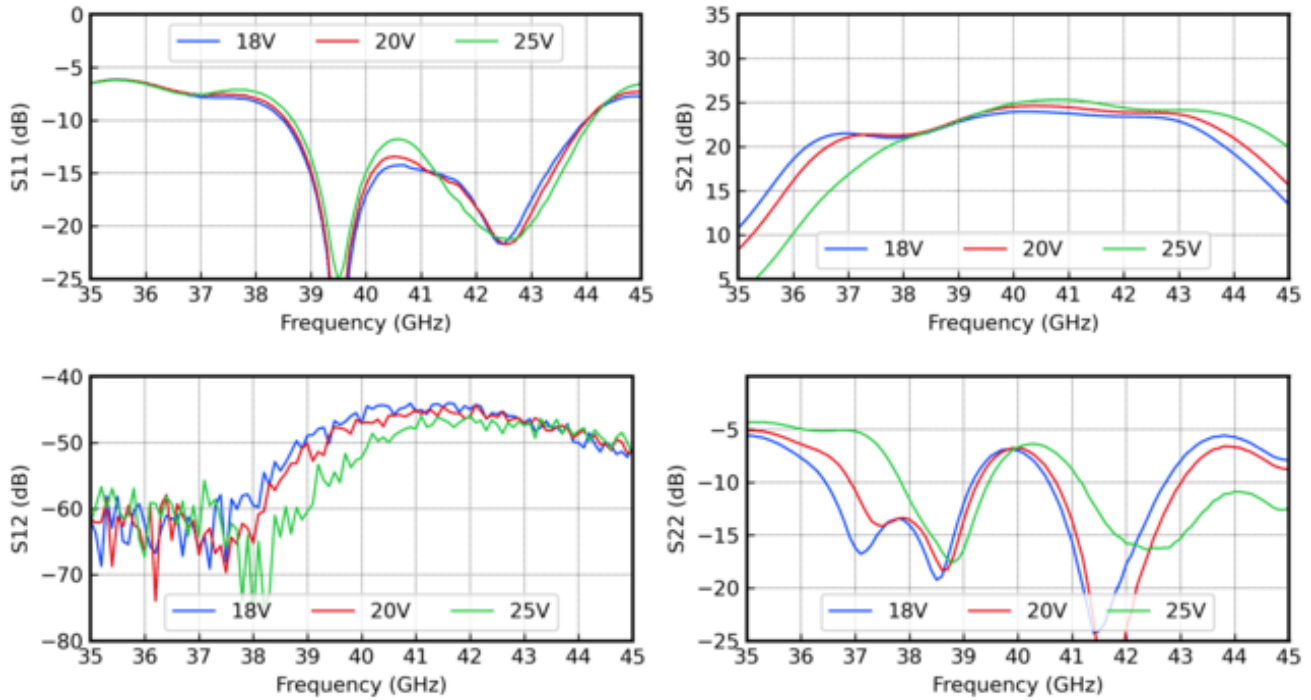 0
−5
−10
−15
−20
−25
S11 (dB)
18V 20V 25V
35 36 37 38 39 40 41 42 43 44 45
Frequency (GHz)
35
30
25
20
15
10
5
S21 (dB)
18V 20V 25V
35 36 37 38 39 40 41 42 43 44 45
Frequency (GHz)
−40
−50
−60
−70
−80
S12 (dB)
18V 20V 25V
35 36 37 38 39 40 41 42 43 44 45
Frequency (GHz)
−5
−10
−15
−20
−25
S22 (dB)
18V 20V 25V
35 36 37 38 39 40 41 42 43 44 45
Frequency (GHz)